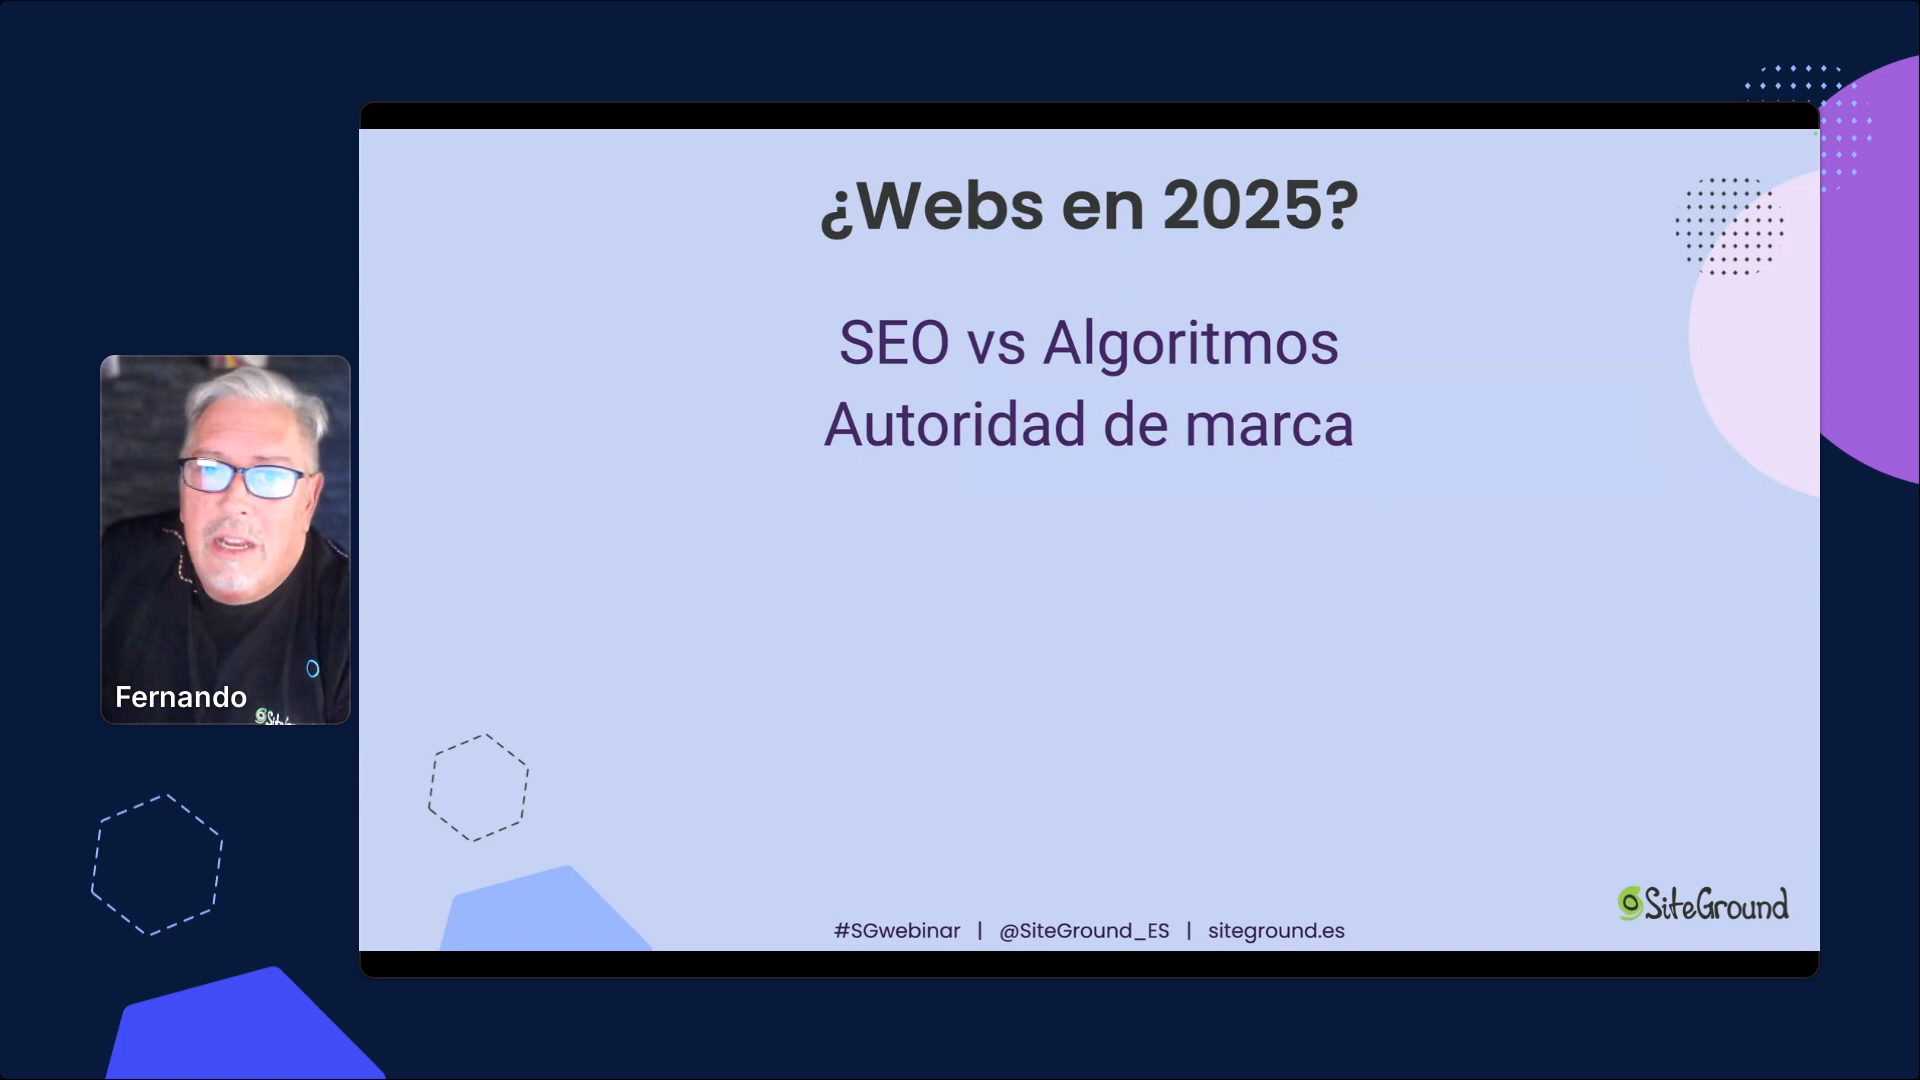 ¿Webs en 2025?
SEO vs Algoritmos
Autoridad de marca
Fernando
#SGwebinar | @SiteGround_ES | siteground.es
SiteGround